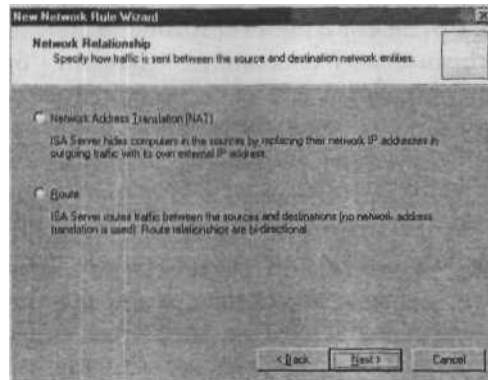 New Network Rule Wizard
Network Relationship
Specify how traffic is sent between the source and destination network entities.
Network Address Translation (NAT)
ISA Server hides computers in the sources by replacing their network IP addresses in
outgoing traffic with its own external IP address.
Route
ISA Server routes traffic between the sources and destinations (no network address
translation is used). Route relationships are bi-directional.
< Back
Next >
Cancel